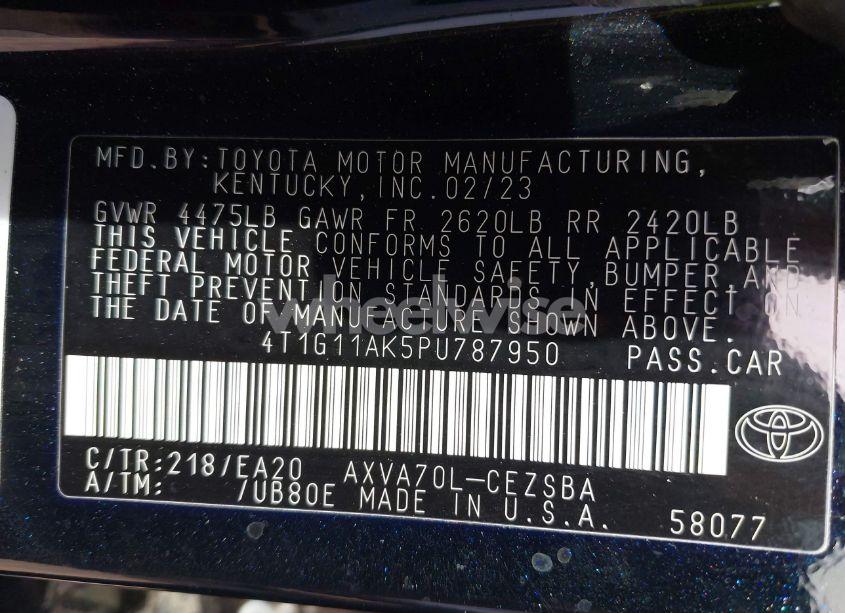 MFD.BY:TOYOTA MOTOR MANUFACTURING,
KENTUCKY,INC.02/23
GVWR 4475LB GAWR FR 2620LB RR 2420LB
THIS VEHICLE CONFORMS TO ALL APPLICABLE
FEDERAL MOTOR VEHICLE SAFETY,BUMPER,AND
THEFT PREVENTION STANDARDS IN EFFECT ON
THE DATE OF MANUFACTURE SHOWN ABOVE.
wheelwise
4T1G11AK5PU787950 PASS.CAR
C/TR:218/EA20 AXVA70L-CEZSBA
A/TM: /UB80E MADE IN U.S.A. 58077